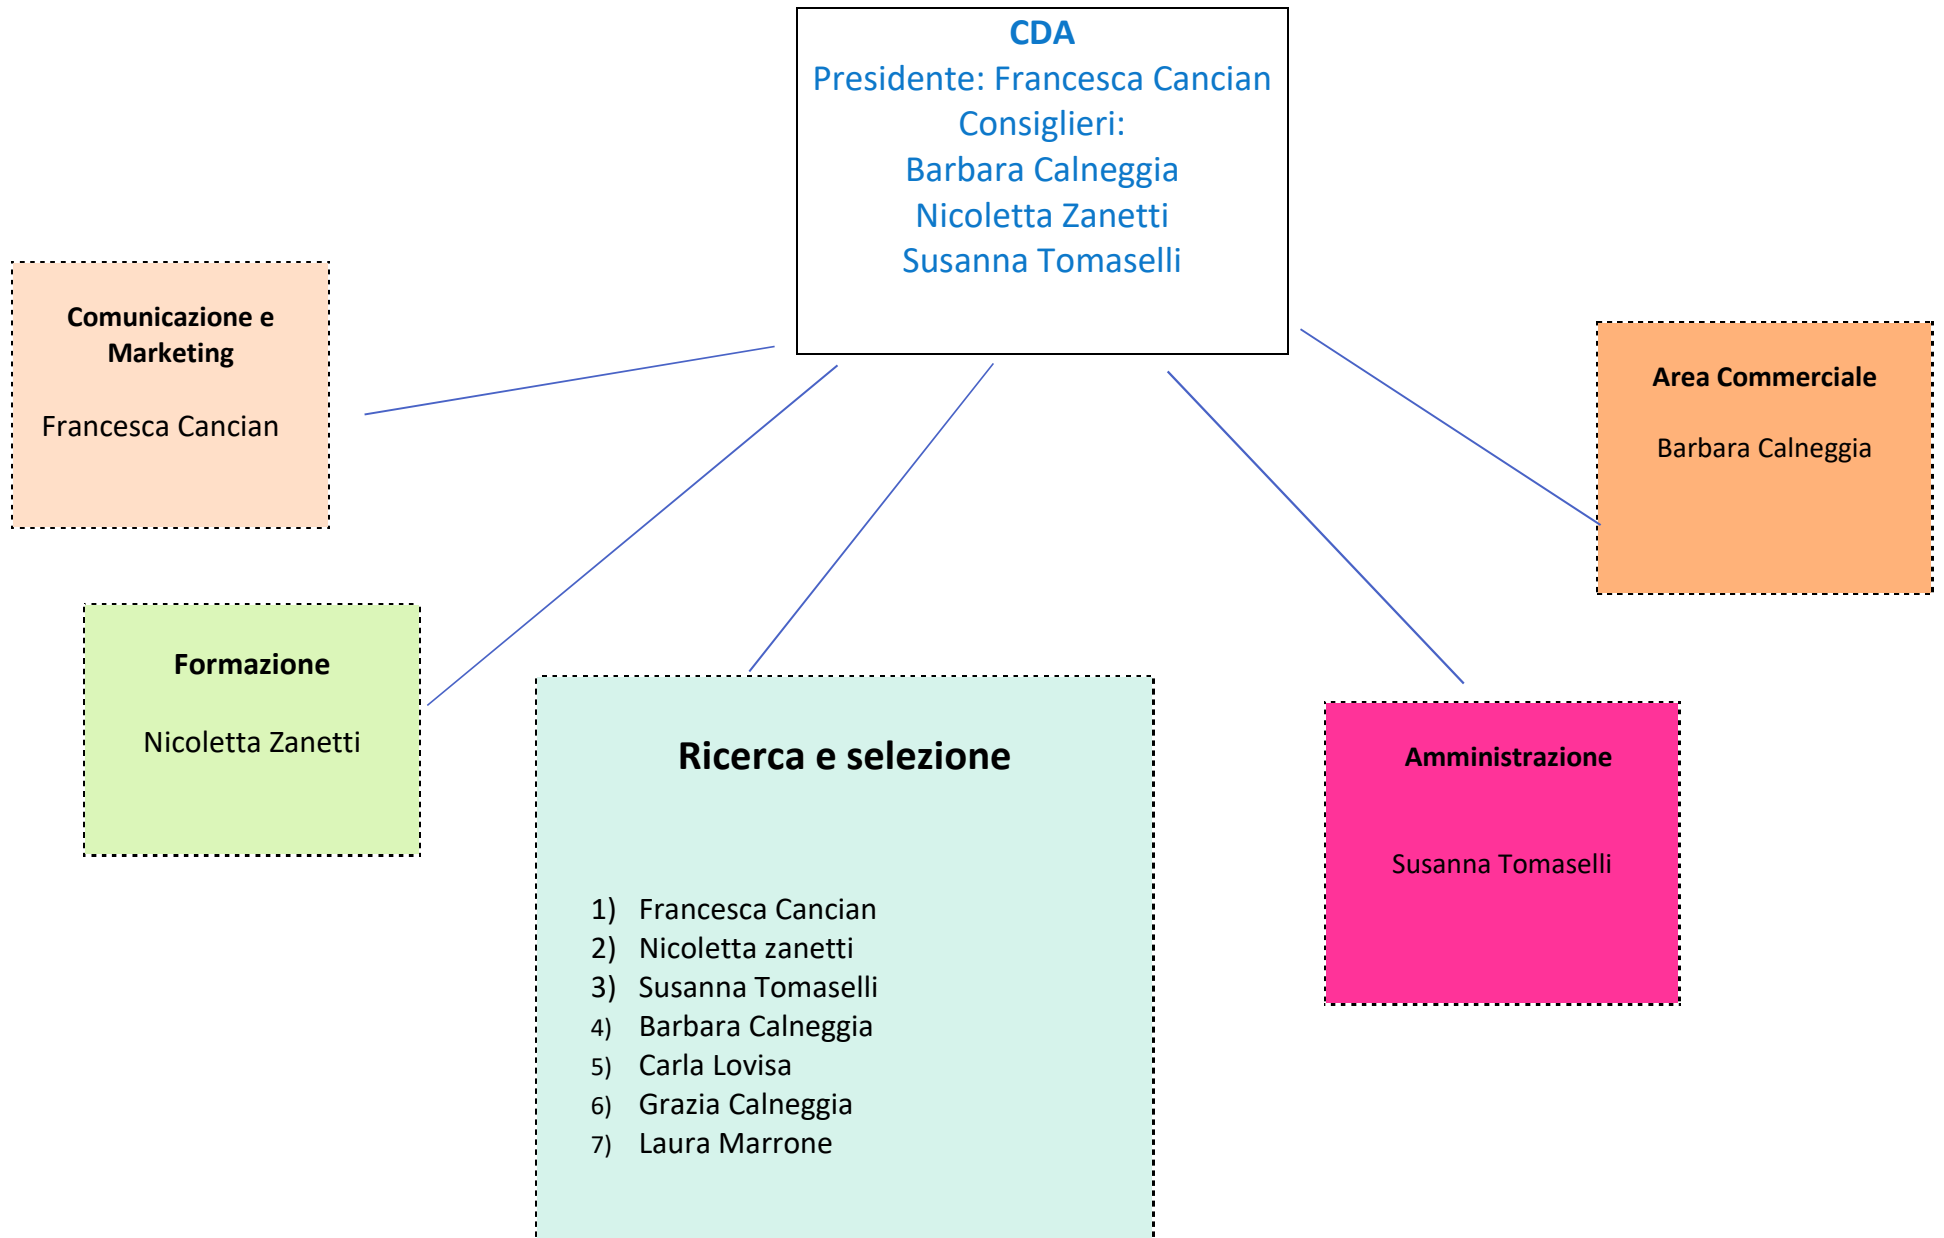 CDA
Presidente: Francesca Cancian
Consiglieri:
Barbara Calneggia
Nicoletta Zanetti
Susanna Tomaselli
Comunicazione e
Marketing
Francesca Cancian
Area Commerciale
Barbara Calneggia
Formazione
Nicoletta Zanetti
Ricerca e selezione
1) Francesca Cancian
2) Nicoletta zanetti
3) Susanna Tomaselli
4) Barbara Calneggia
5) Carla Lovisa
6) Grazia Calneggia
7) Laura Marrone
Amministrazione
Susanna Tomaselli